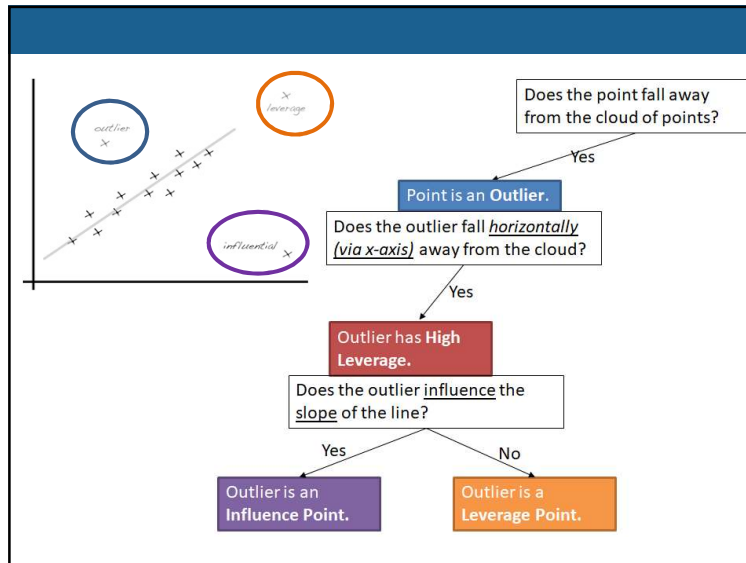 outlier
leverage
influential
Does the point fall away
from the cloud of points?
Yes
Point is an Outlier.
Does the outlier fall horizontally
(via x-axis) away from the cloud?
Yes
Outlier has High
Leverage.
Does the outlier influence the
slope of the line?
Yes
No
Outlier is an
Influence Point.
Outlier is a
Leverage Point.